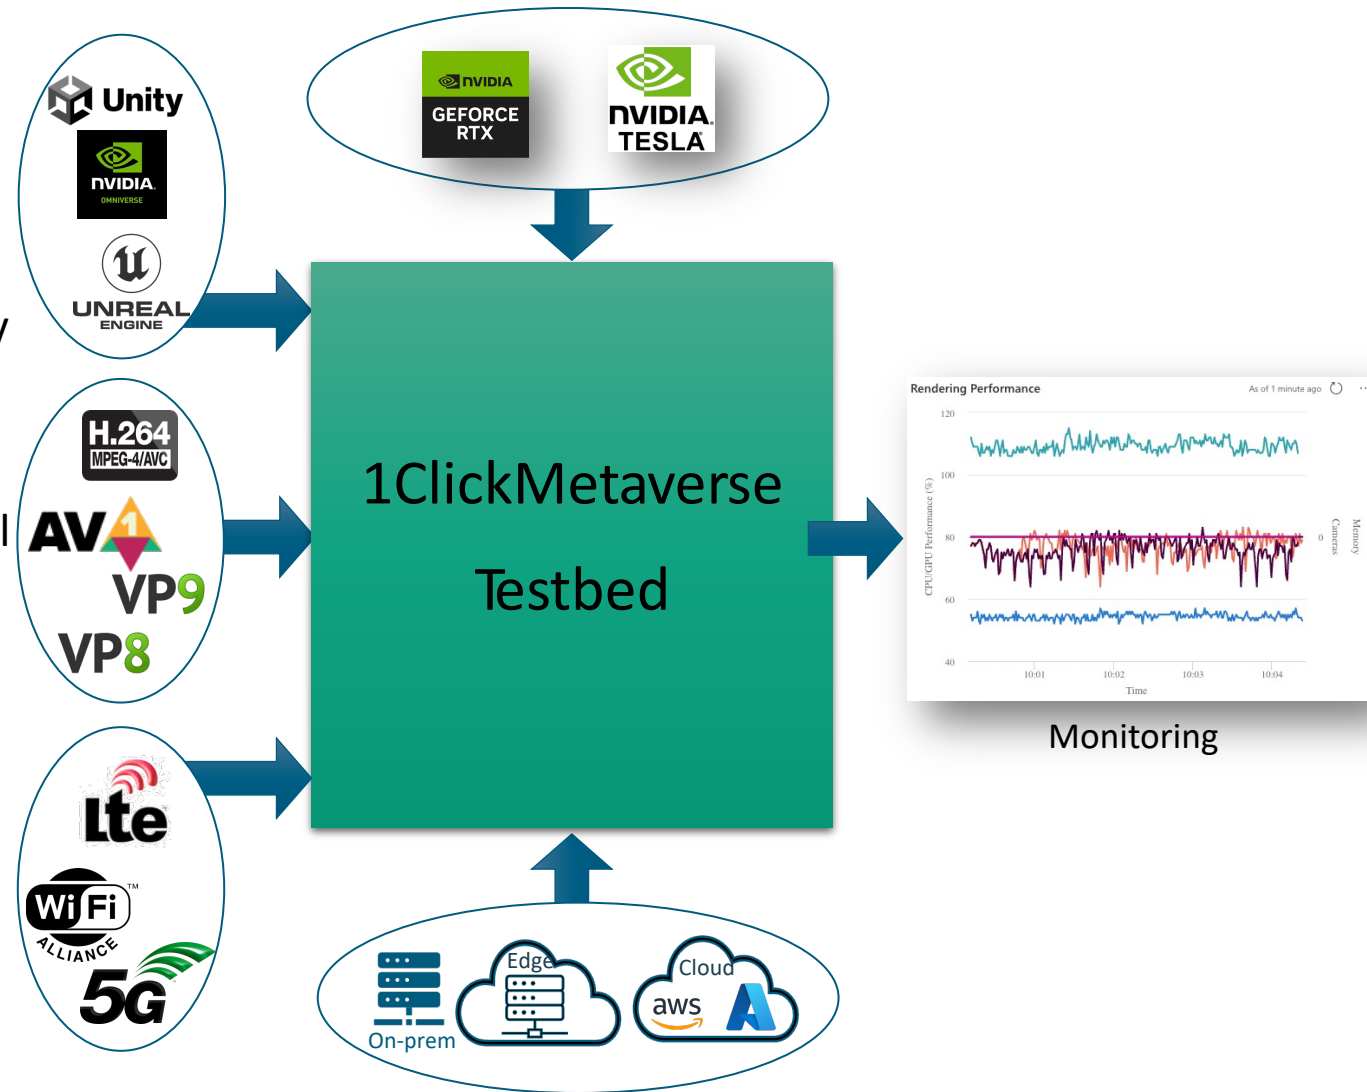 Unity
NVIDIA.
OMNIVERSE
UNREAL
ENGINE
y
NVIDIA
GEFORCE
RTX
NVIDIA.
TESLA
H.264
MPEG-4/AVC
l
AV1
VP9
VP8
1ClickMetaverse
Testbed
Rendering Performance
As of 1 minute ago
120
100
80
60
40
CPU/GPU Performance (%)
0
Cameras
Memory
10:01 10:02 10:03 10:04
Time
Monitoring
Lte
Wi Fi™
ALLIANCE
5G
On-prem
Edge
Cloud
aws